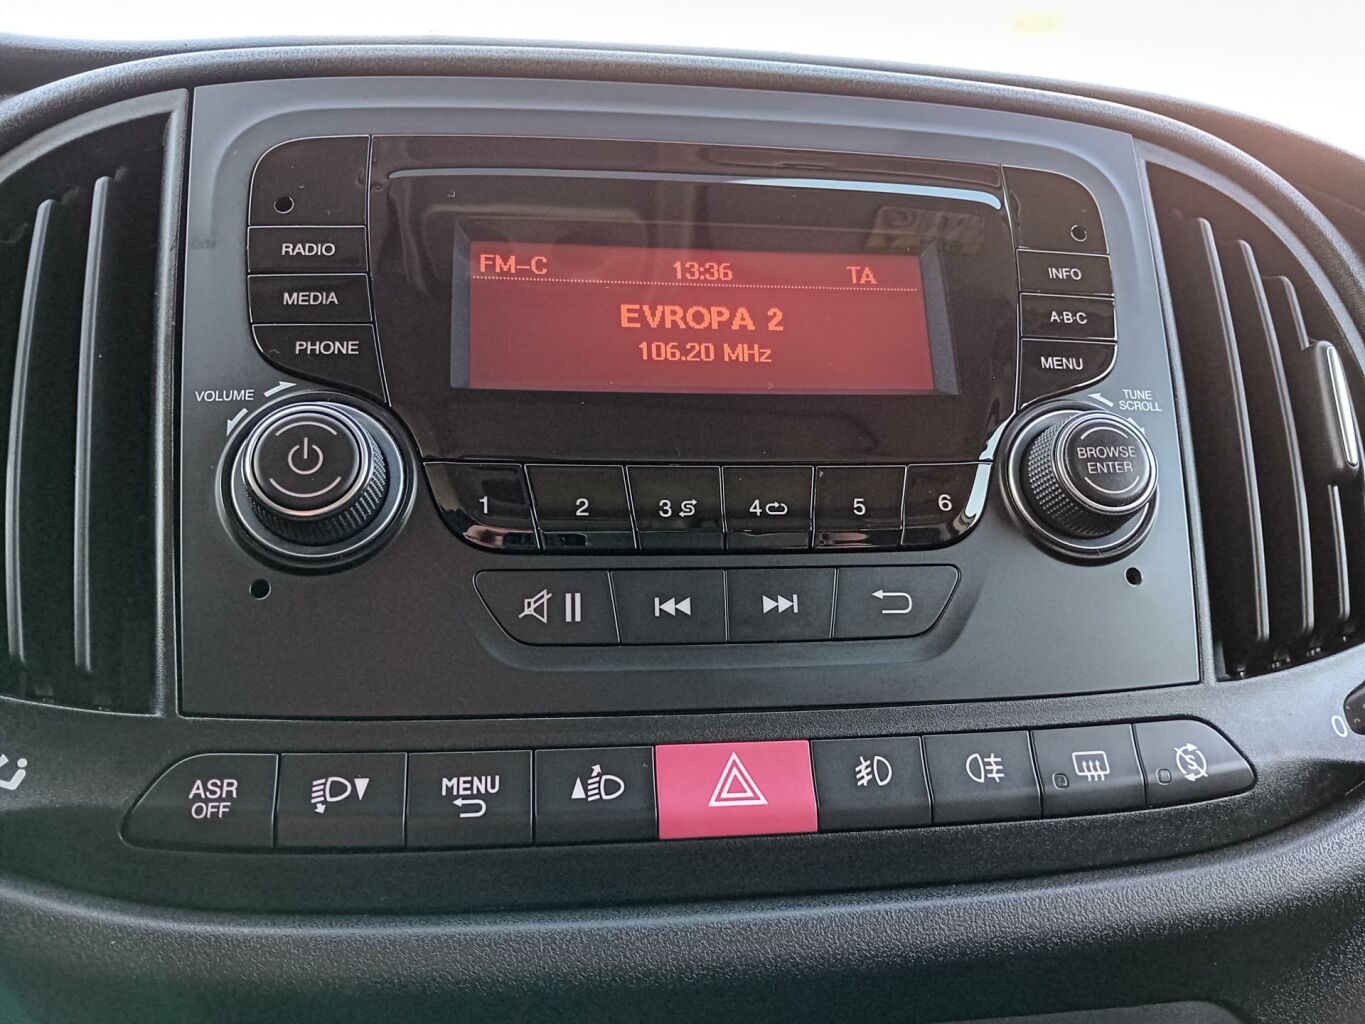 RADIO
MEDIA
PHONE
VOLUME
FM-C 13:36 TA
EVROPA 2
106.20 MHz
INFO
A·B·C
MENU
TUNE
SCROLL
BROWSE
ENTER
1 2 3 4 5 6
ASR
OFF
MENU
S
0